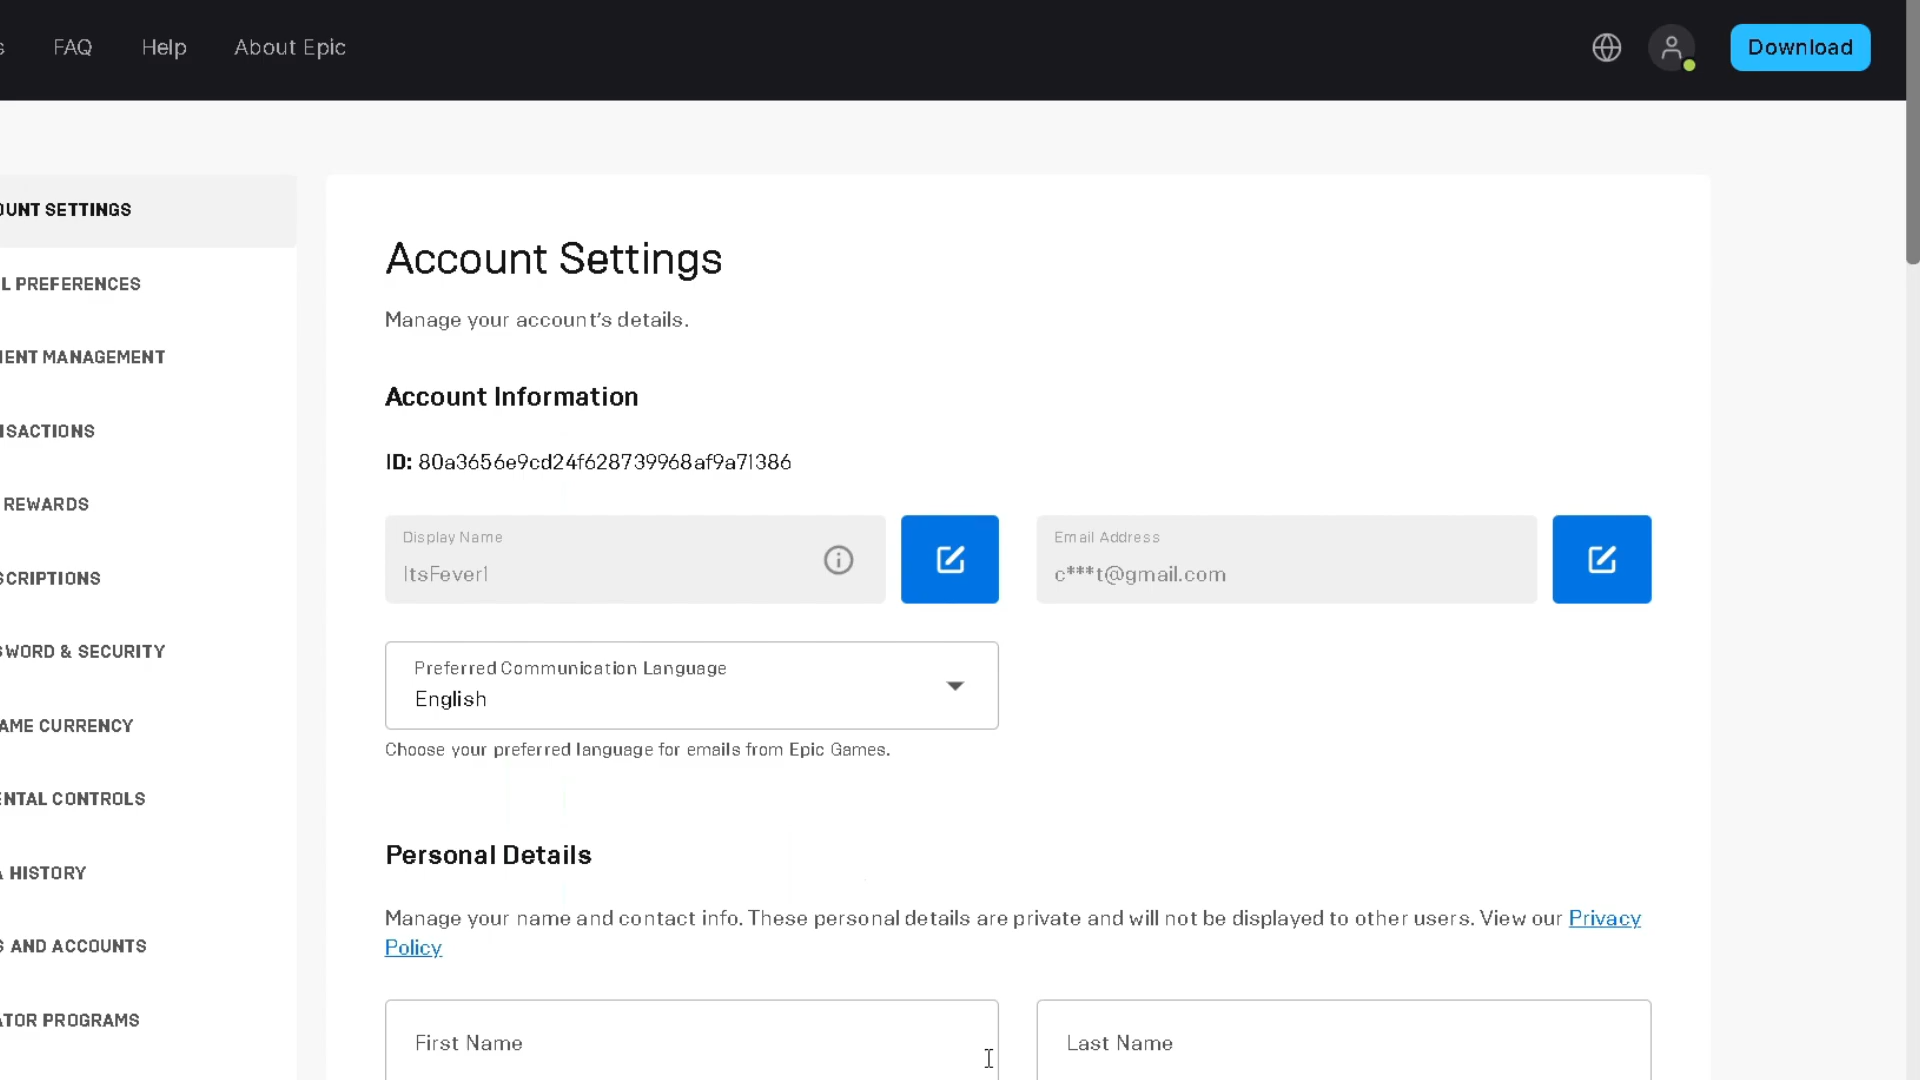 FAQ Help About Epic Download
OUNT SETTINGS
L PREFERENCES
MENT MANAGEMENT
NSACTIONS
REWARDS
SCRIPTIONS
SWORD & SECURITY
AME CURRENCY
ENTAL CONTROLS
A HISTORY
S AND ACCOUNTS
ATOR PROGRAMS
Account Settings
Manage your account's details.
Account Information
ID: 80a3656e9cd24f628739968af9a71386
Display Name
ItsFever1
Email Address
c***t@gmail.com
Preferred Communication Language
English
Choose your preferred language for emails from Epic Games.
Personal Details
Manage your name and contact info. These personal details are private and will not be displayed to other users. View our Privacy
Policy
First Name
Last Name